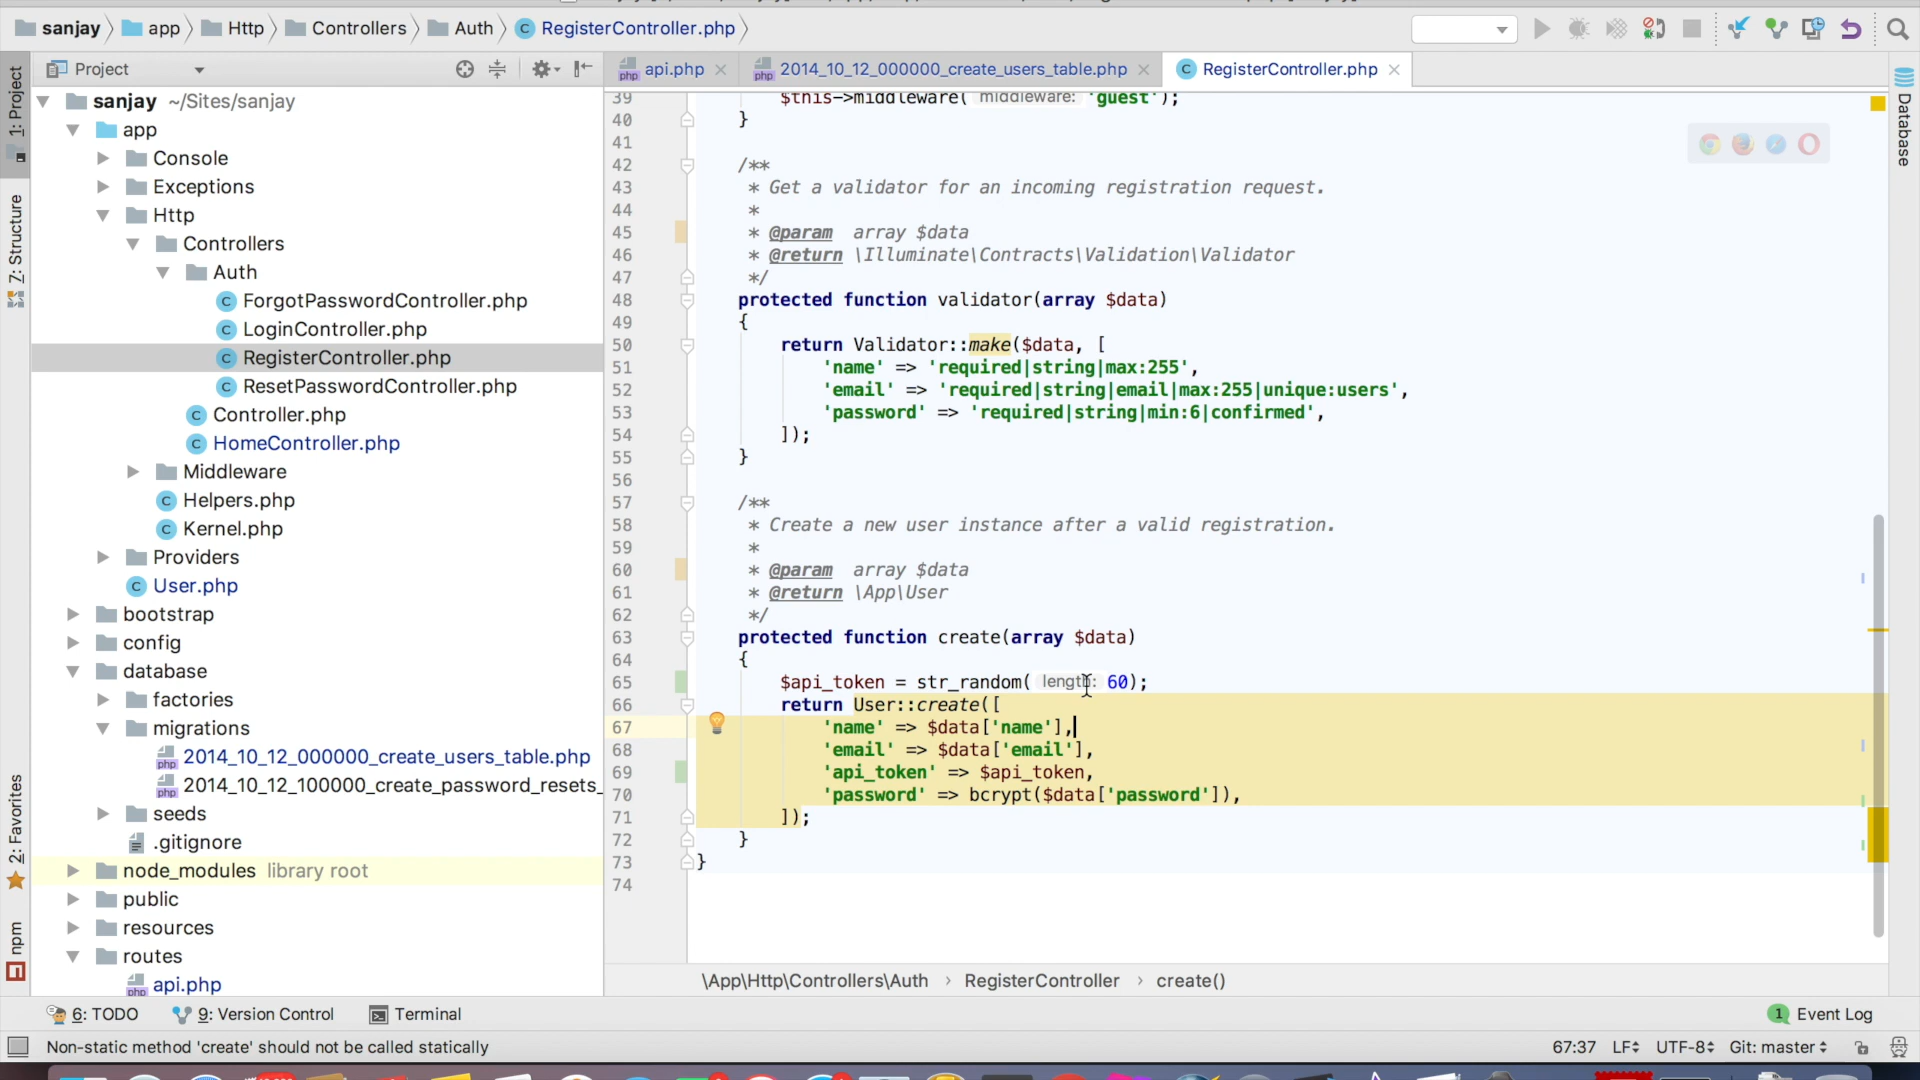 sanjay app Http Controllers Auth RegisterController.php
Project
api.php 2014_10_12_000000_create_users_table.php RegisterController.php
1: Project
Z: Structure
2: Favorites
npm
Database
sanjay ~/Sites/sanjay
app
Console
Exceptions
Http
Controllers
Auth
ForgotPasswordController.php
LoginController.php
RegisterController.php
ResetPasswordController.php
Controller.php
HomeController.php
Middleware
Helpers.php
Kernel.php
Providers
User.php
bootstrap
config
database
factories
migrations
2014_10_12_000000_create_users_table.php
2014_10_12_100000_create_password_resets_
seeds
.gitignore
node_modules library root
public
resources
routes
api.php
39 $this->middleware( middleware: 'guest');
40 }
41
42 /**
43 * Get a validator for an incoming registration request.
44 *
45 * @param array $data
46 * @return \Illuminate\Contracts\Validation\Validator
47 */
48 protected function validator(array $data)
49 {
50 return Validator::make($data, [
51 'name' => 'required|string|max:255',
52 'email' => 'required|string|email|max:255|unique:users',
53 'password' => 'required|string|min:6|confirmed',
54 ]);
55 }
56
57 /**
58 * Create a new user instance after a valid registration.
59 *
60 * @param array $data
61 * @return \App\User
62 */
63 protected function create(array $data)
64 {
65 $api_token = str_random( length: 60);
66 return User::create([
67 'name' => $data['name'],
68 'email' => $data['email'],
69 'api_token' => $api_token,
70 'password' => bcrypt($data['password']),
71 ]);
72 }
73 }
74
\App\Http\Controllers\Auth › RegisterController › create()
6: TODO 9: Version Control Terminal 1 Event Log
Non-static method 'create' should not be called statically 67:37 LF UTF-8 Git: master